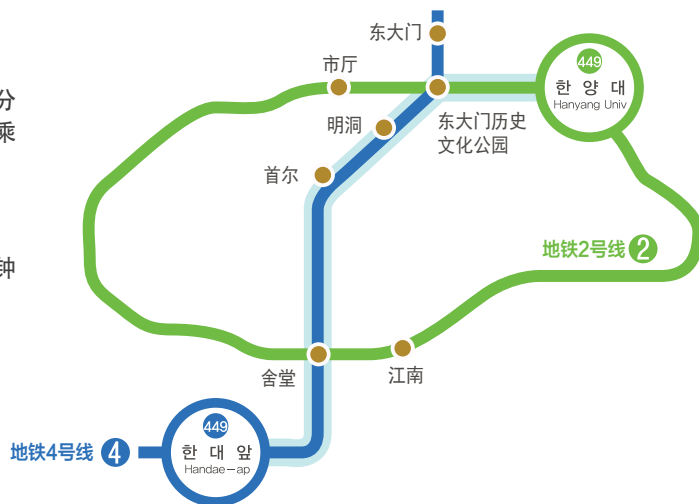 分
乘
钟
东大门
市厅
449
한 양 대
Hanyang Univ
明洞
东大门历史
文化公园
首尔
地铁2号线 2
舍堂
江南
地铁4号线 4
449
한 대 앞
Handae-ap